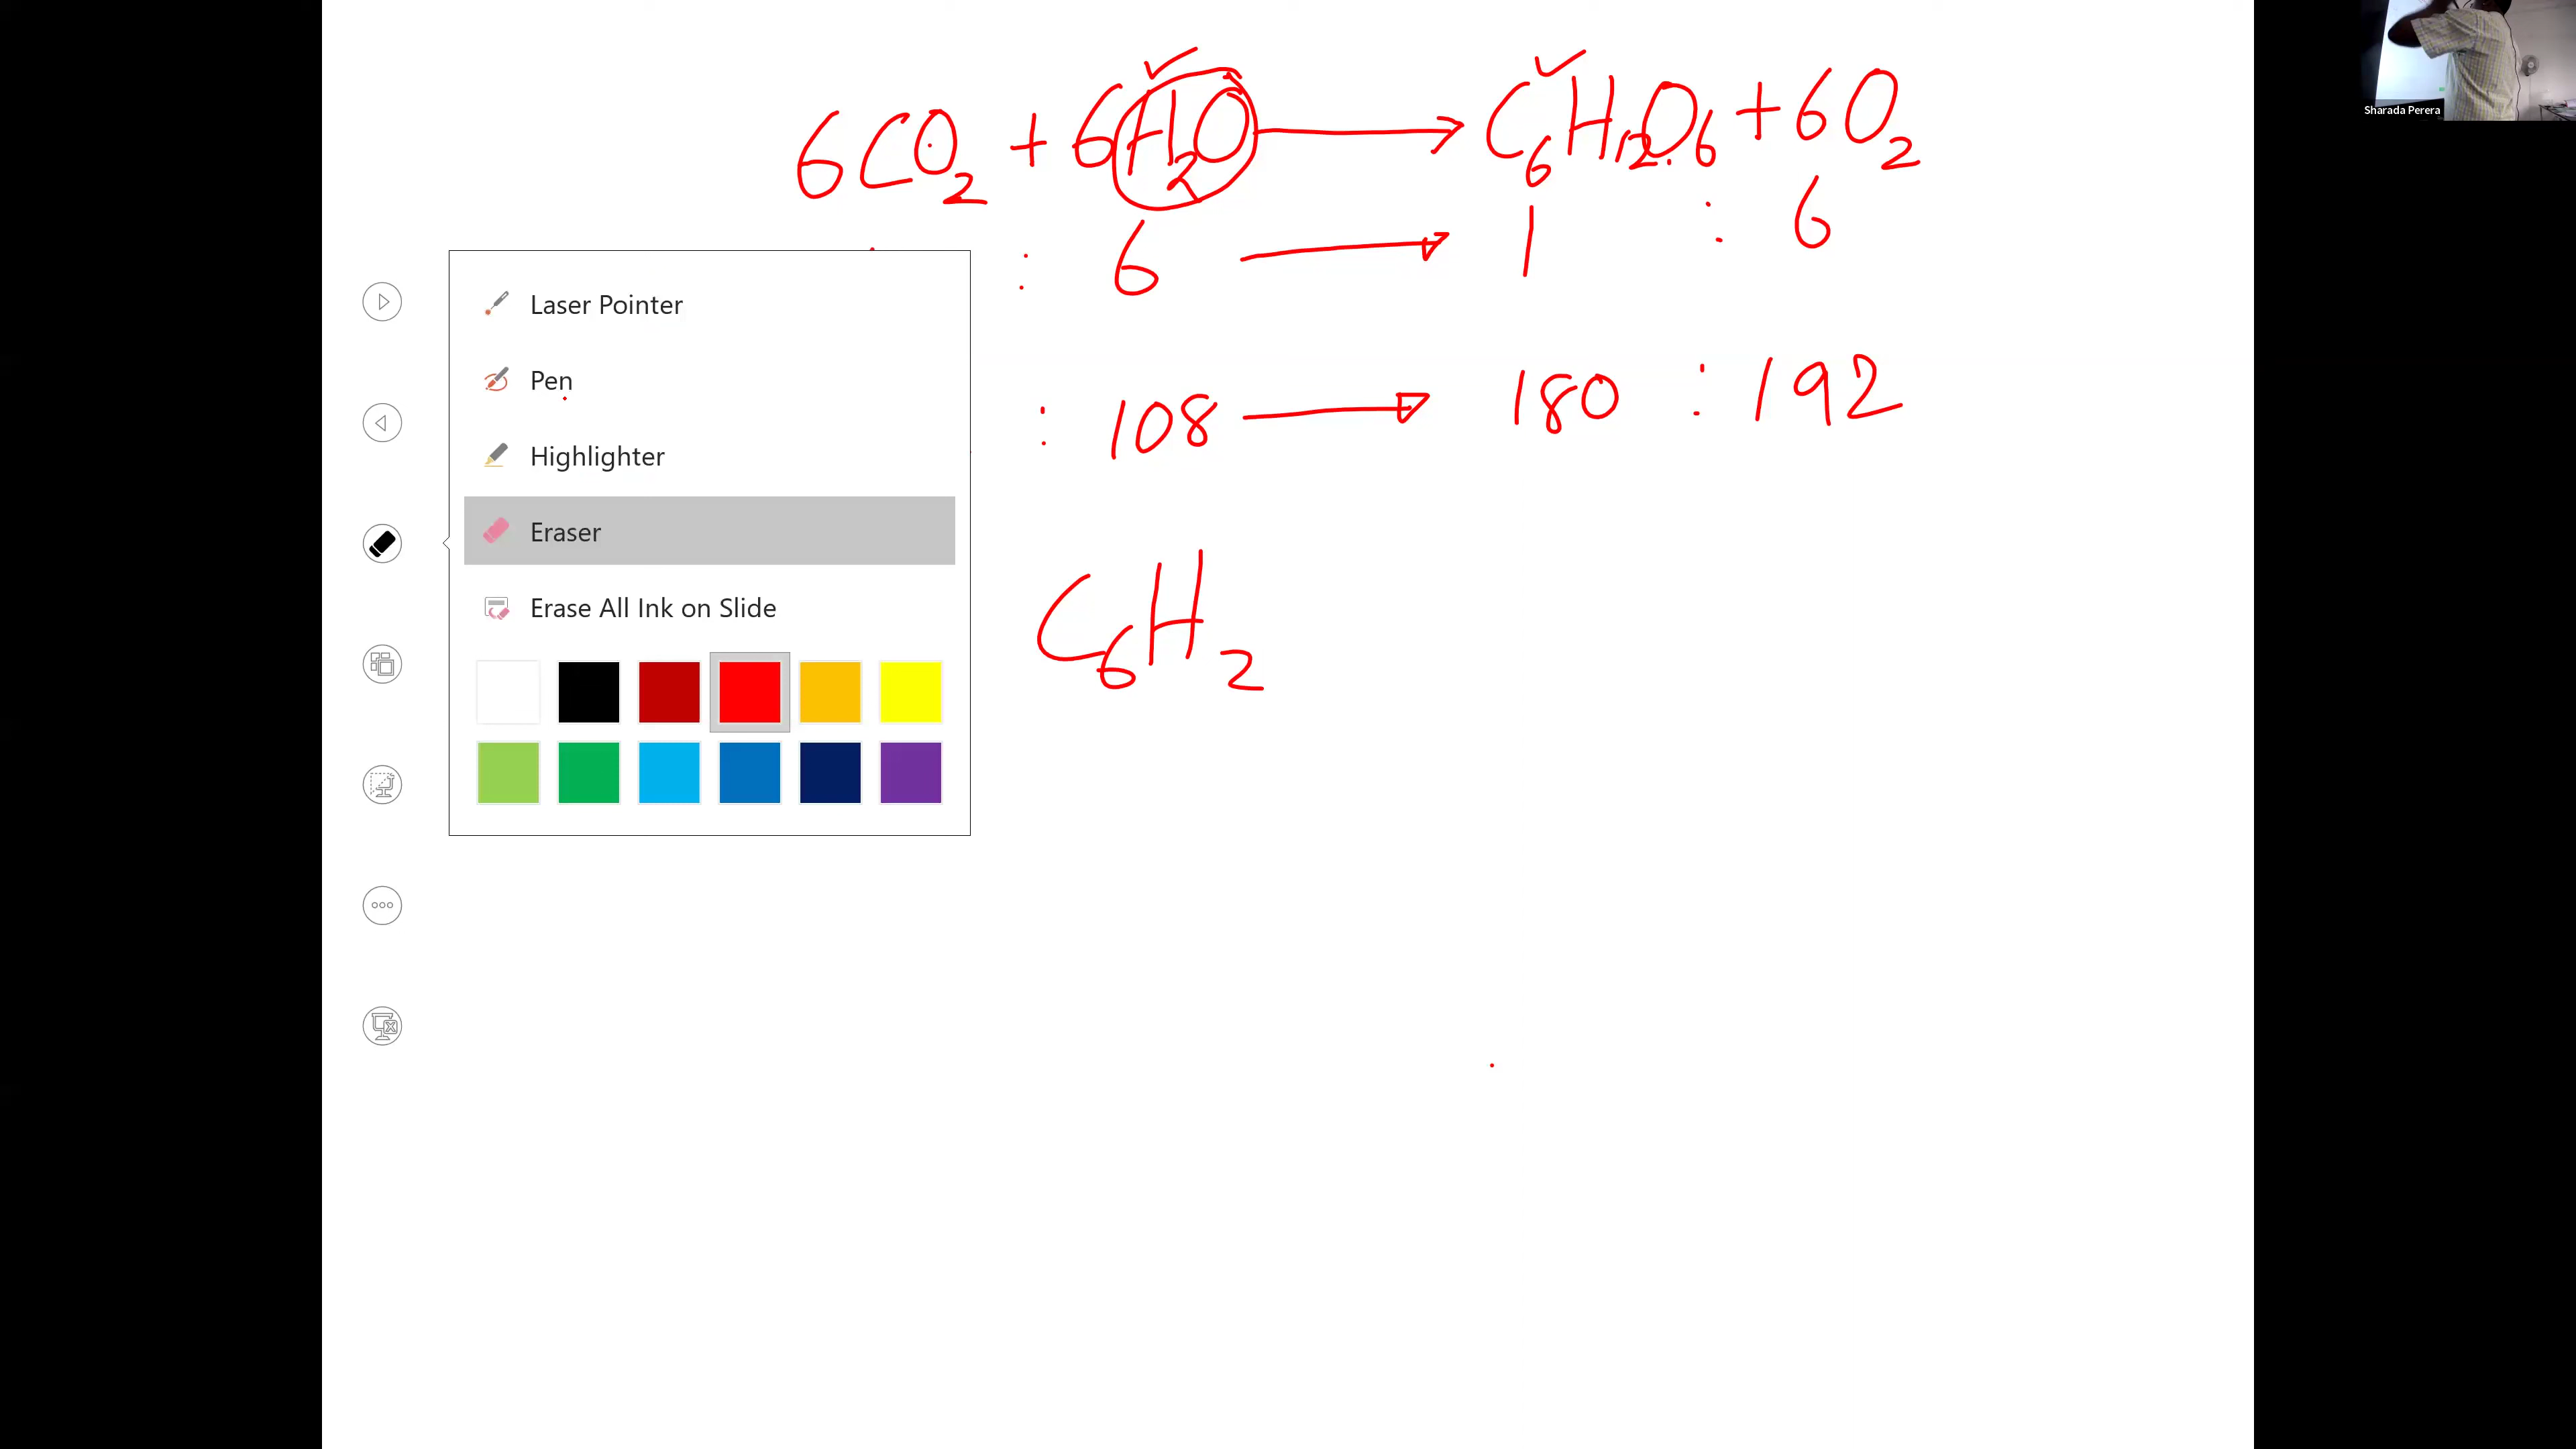 6CO₂ + 6H₂O → C₆H₁₂O₆ + 6O₂
: 6 → 1 : 6
: 108 → 180 : 192
C₆H₂
Laser Pointer
Pen
Highlighter
Eraser
Erase All Ink on Slide
Sharada Perera